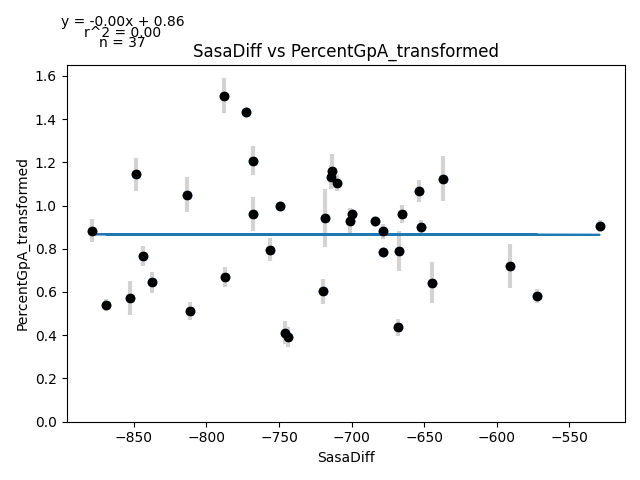 y = -0.00x + 0.86
r^2 = 0.00
n = 37
SasaDiff vs PercentGpA_transformed
PercentGpA_transformed
1.6
1.4
1.2
1.0
0.8
0.6
0.4
0.2
0.0
−850 −800 −750 −700 −650 −600 −550
SasaDiff